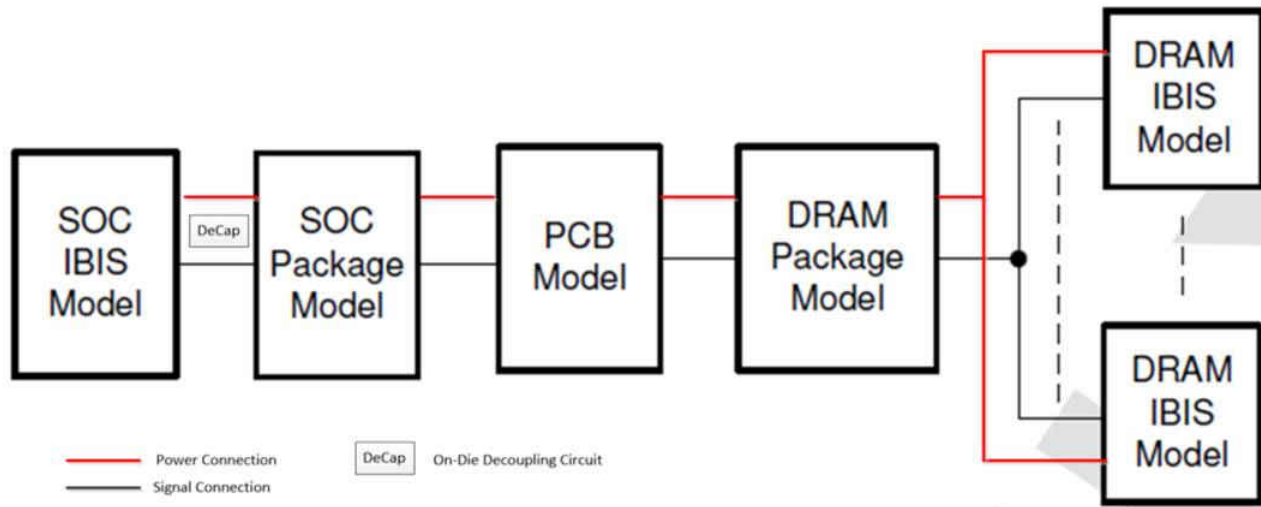 SOC
IBIS
Model
DeCap
SOC
Package
Model
PCB
Model
DRAM
Package
Model
DRAM
IBIS
Model
DRAM
IBIS
Model
Power Connection
Signal Connection
DeCap
On-Die Decoupling Circuit